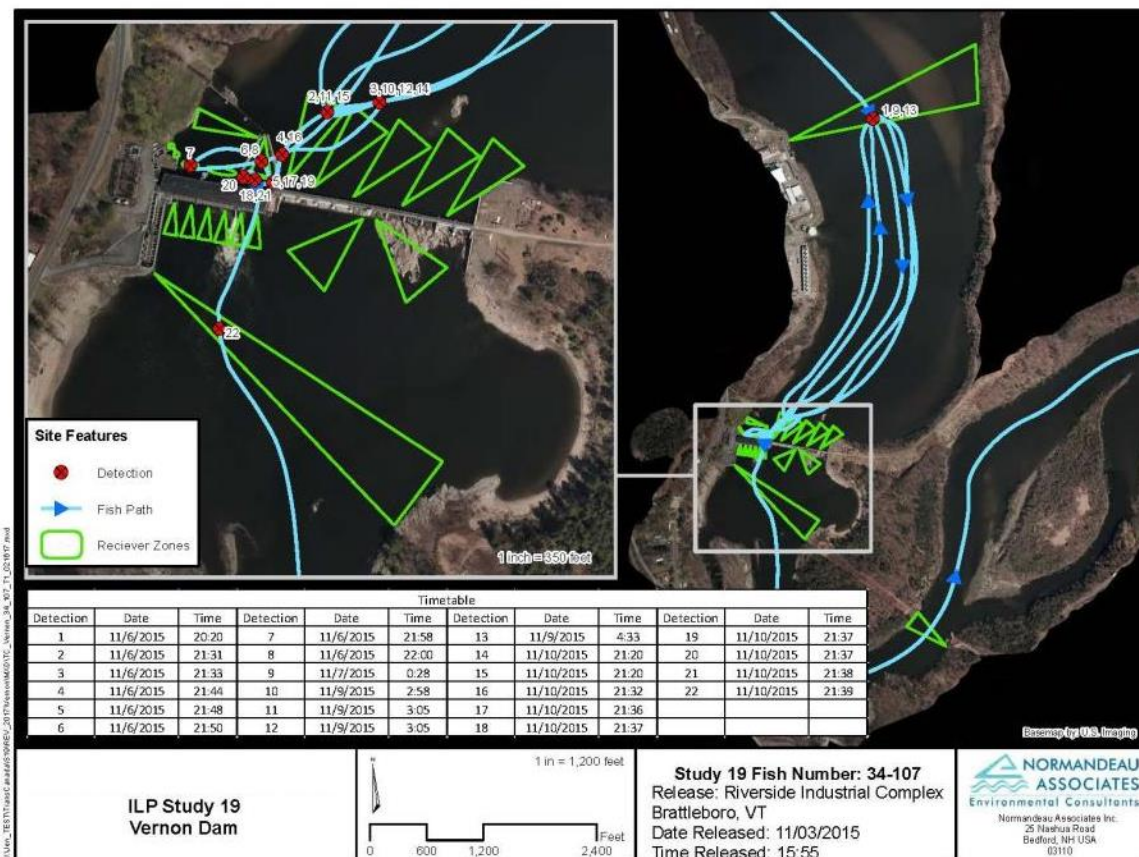 2,11,15
3,10,12,14
4,16
6,8
7
20
5,17,19
18,21
22
1,9,13
Site Features
Detection
Fish Path
Reciever Zones
1 inch = 350 feet
Timetable
Detection Date Time Detection Date Time Detection Date Time Detection Date Time
1 11/6/2015 20:20 7 11/6/2015 21:58 13 11/9/2015 4:33 19 11/10/2015 21:37
2 11/6/2015 21:31 8 11/6/2015 22:00 14 11/10/2015 21:20 20 11/10/2015 21:37
3 11/6/2015 21:33 9 11/7/2015 0:28 15 11/10/2015 21:20 21 11/10/2015 21:38
4 11/6/2015 21:44 10 11/9/2015 2:58 16 11/10/2015 21:32 22 11/10/2015 21:39
5 11/6/2015 21:48 11 11/9/2015 3:05 17 11/10/2015 21:36
6 11/6/2015 21:50 12 11/9/2015 3:05 18 11/10/2015 21:37
Basemap by: U.S. Imaging
ILP Study 19
Vernon Dam
N
1 in = 1,200 feet
Feet
0 600 1,200 2,400
Study 19 Fish Number: 34-107
Release: Riverside Industrial Complex
Brattleboro, VT
Date Released: 11/03/2015
Time Released: 15:55
NORMANDEAU
ASSOCIATES
Environmental Consultants
Normandeau Associates Inc.
25 Nashua Road
Bedford, NH USA
03110